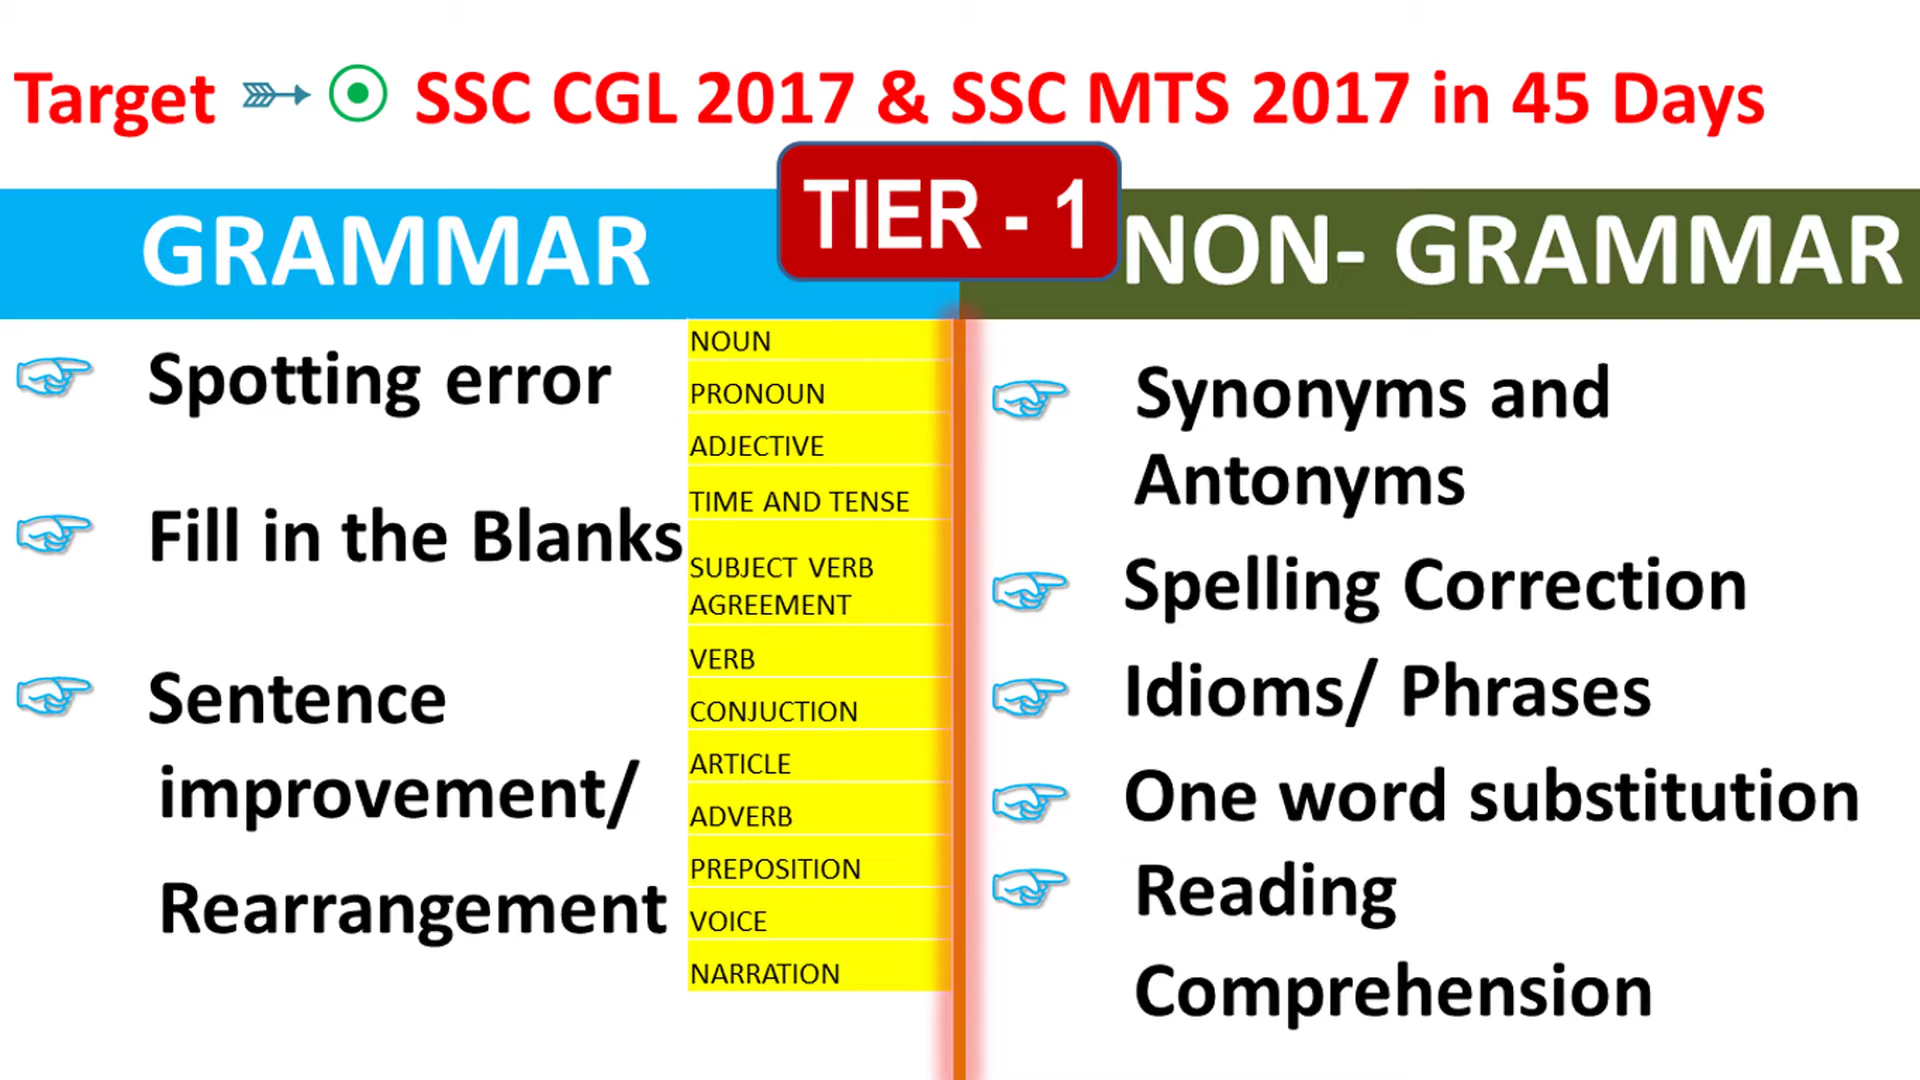 Target SSC CGL 2017 & SSC MTS 2017 in 45 Days
TIER - 1
GRAMMAR
Spotting error
Fill in the Blanks
Sentence
improvement/
Rearrangement
NOUN
PRONOUN
ADJECTIVE
TIME AND TENSE
SUBJECT VERB
AGREEMENT
VERB
CONJUCTION
ARTICLE
ADVERB
PREPOSITION
VOICE
NARRATION
NON- GRAMMAR
Synonyms and
Antonyms
Spelling Correction
Idioms/ Phrases
One word substitution
Reading
Comprehension